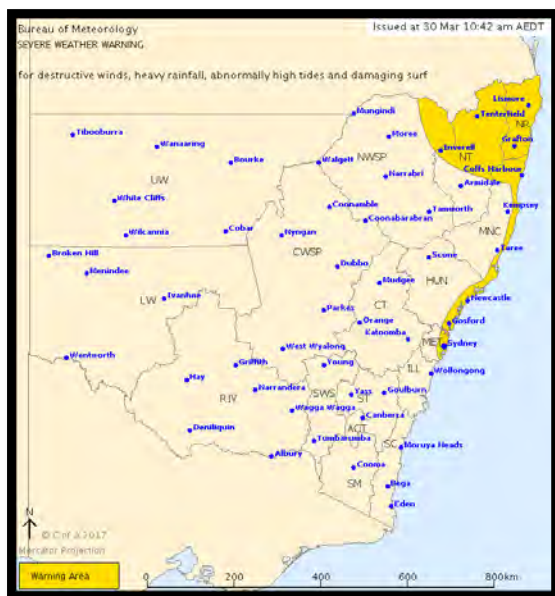 Bureau of Meteorology
Issued at 30 Mar 10:42 am AEDT
SEVERE WEATHER WARNING
for destructive winds, heavy rainfall, abnormally high tides and damaging surf
Lismore
NR
Tenterfield
Mungindi
Tibooburra
Moree
Wanaaring
Inverell
NT
Grafton
Bourke
Walgett
NWSP
Coffs Harbour
UW
Narrabri
Armidale
White Cliffs
Coonamble
Tamworth
Kempsey
Coonabarabran
Wilcannia
Cobar
Nyngan
MNC
Taree
Broken Hill
CWSP
Scone
Menindee
Dubbo
Mudgee
HUN
LW
Ivanhoe
CT
Newcastle
Parkes
Orange
Gosford
Katoomba
MET
Sydney
West Wyalong
Wentworth
Griffith
Young
ILL
Wollongong
Hay
RIV
Narrandera
SWS
Yass
ST
Goulburn
Wagga Wagga
Canberra
Deniliquin
ACT
Tumbarumba
SC
Moruya Heads
Albury
Cooma
SM
Bega
Eden
N
© C of A 2017
Mercator Projection
Warning Area
0 200 400 600 800km